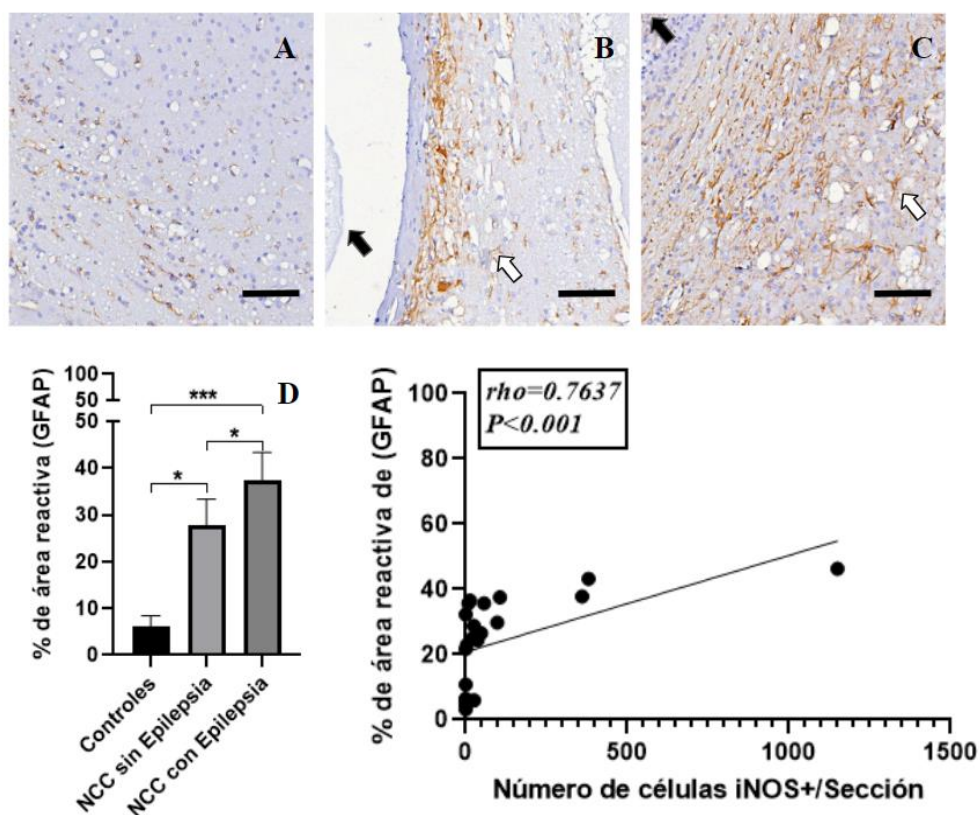 A
B
C
D
% de área reactiva (GFAP)
100
50
50
40
30
20
10
0
***
*
*
Controles
NCC sin Epilepsia
NCC con Epilepsia
rho=0.7637
P<0.001
% de área reactiva de (GFAP)
100
80
60
40
20
0
0
500
1000
1500
Número de células iNOS+/Sección